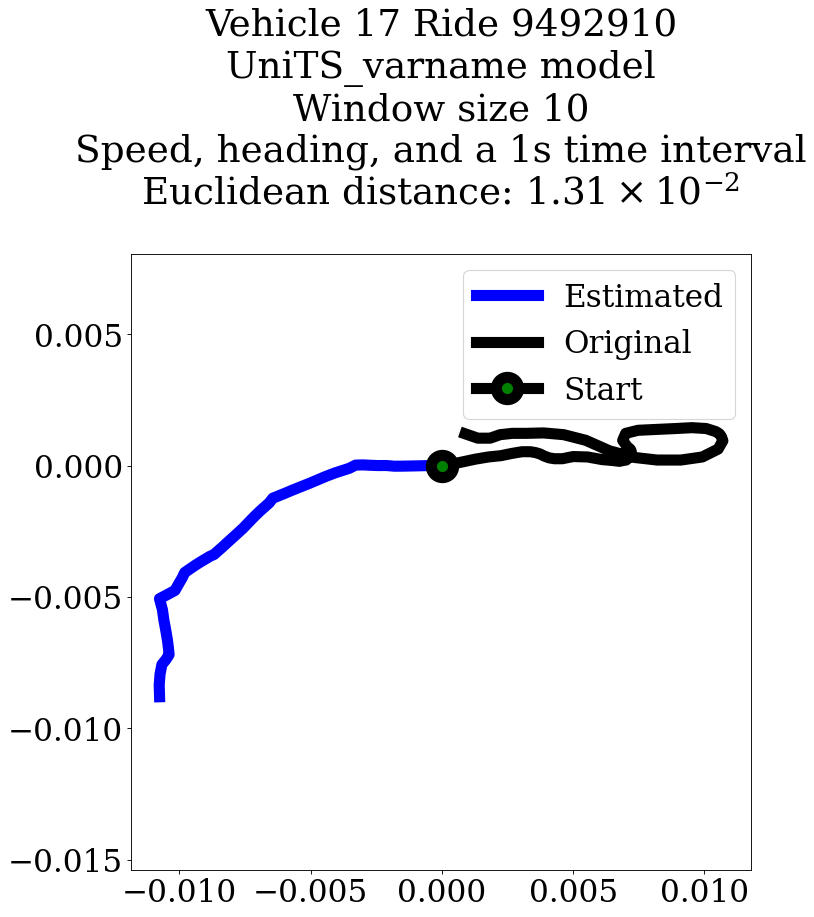 Vehicle 17 Ride 9492910
UniTS_varname model
Window size 10
Speed, heading, and a 1s time interval
Euclidean distance: 1.31 × 10⁻²
Estimated
Original
Start
0.005
0.000
−0.005
−0.010
−0.015
−0.010 −0.005 0.000 0.005 0.010